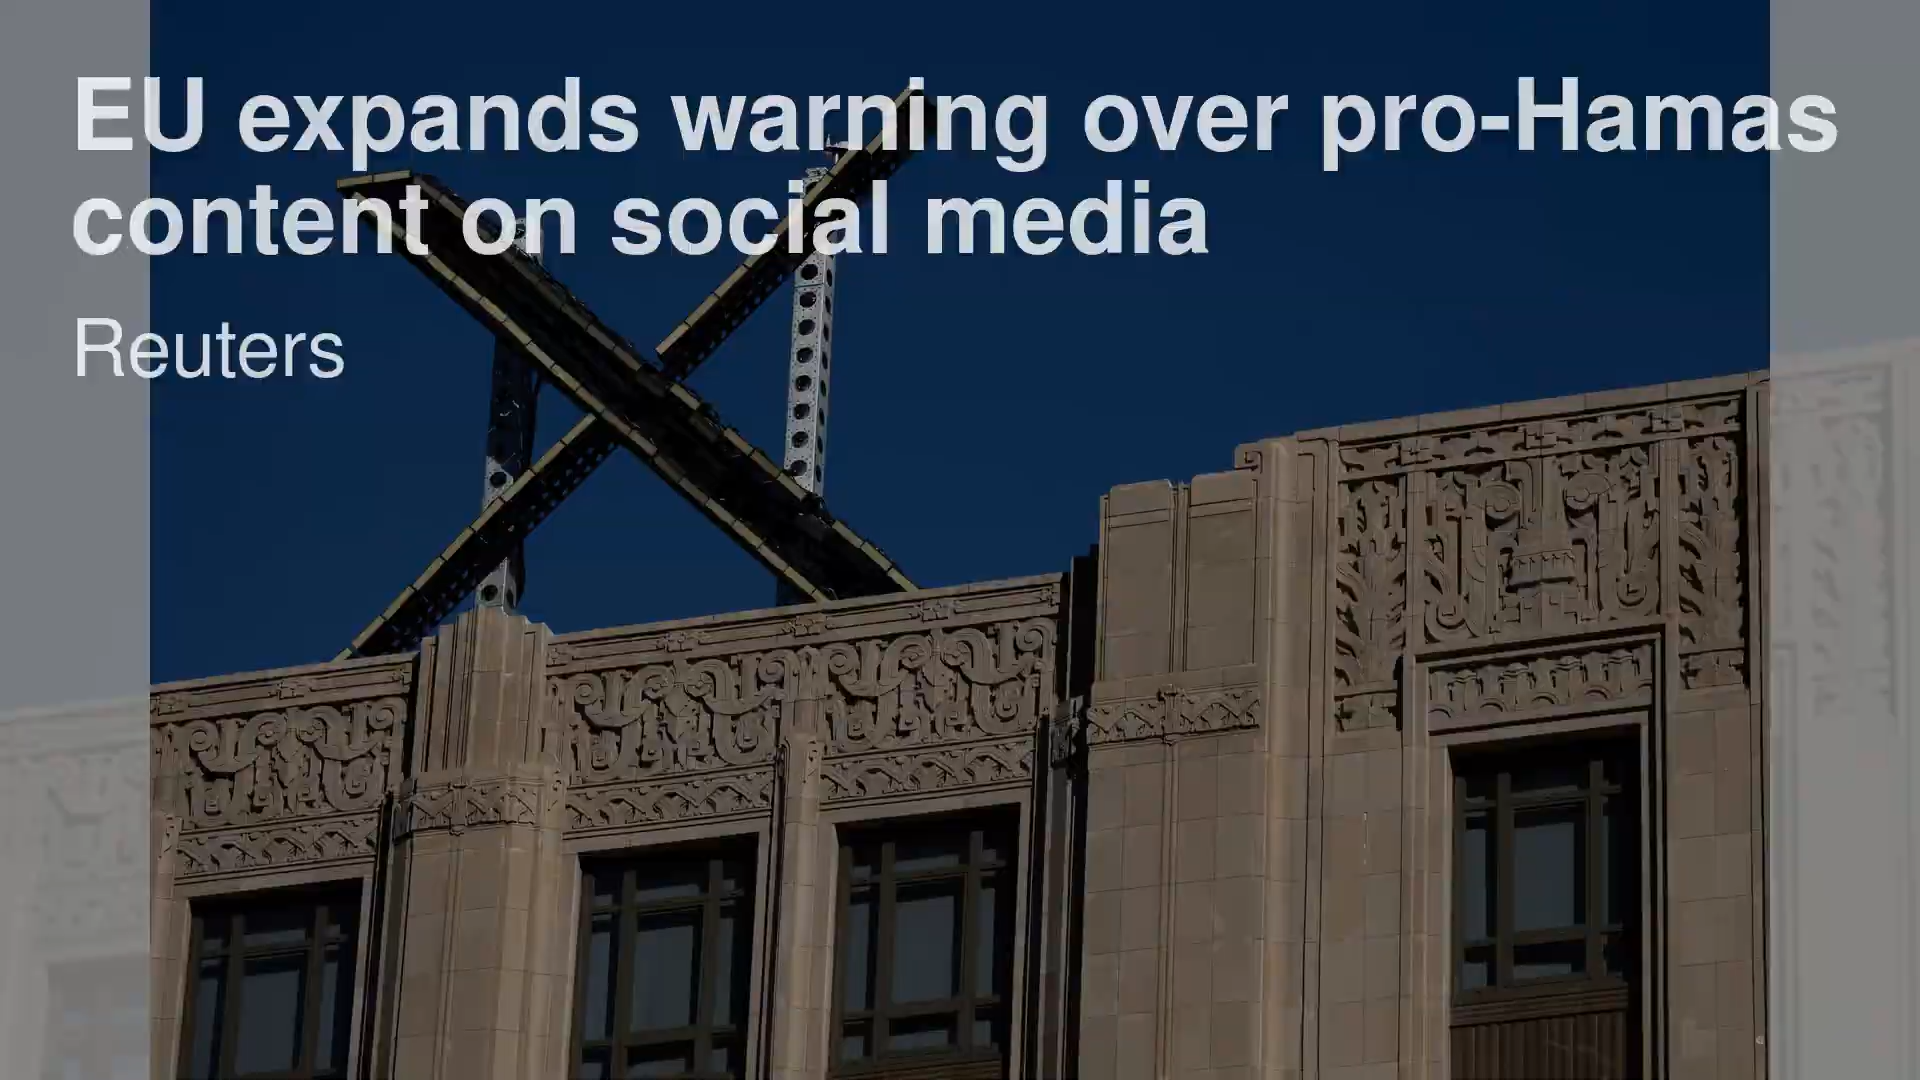 EU expands warning over pro-Hamas
content on social media
Reuters